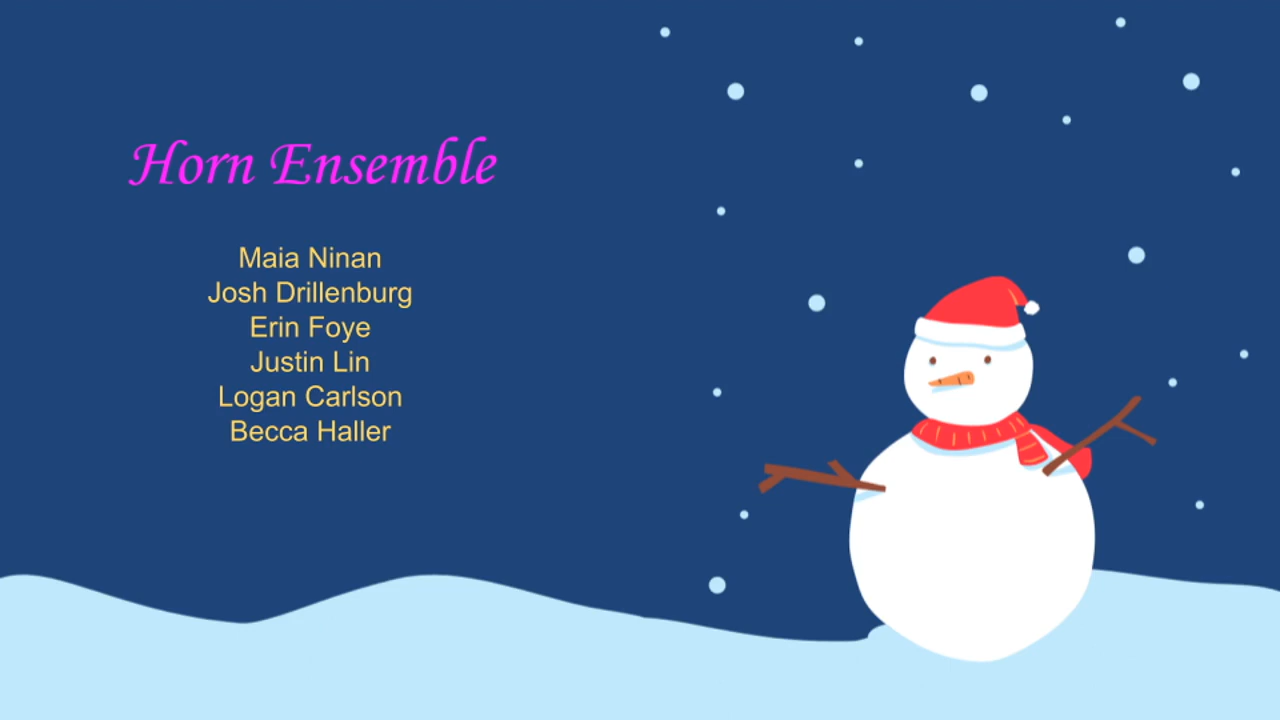 Horn Ensemble
Maia Ninan
Josh Drillenburg
Erin Foye
Justin Lin
Logan Carlson
Becca Haller